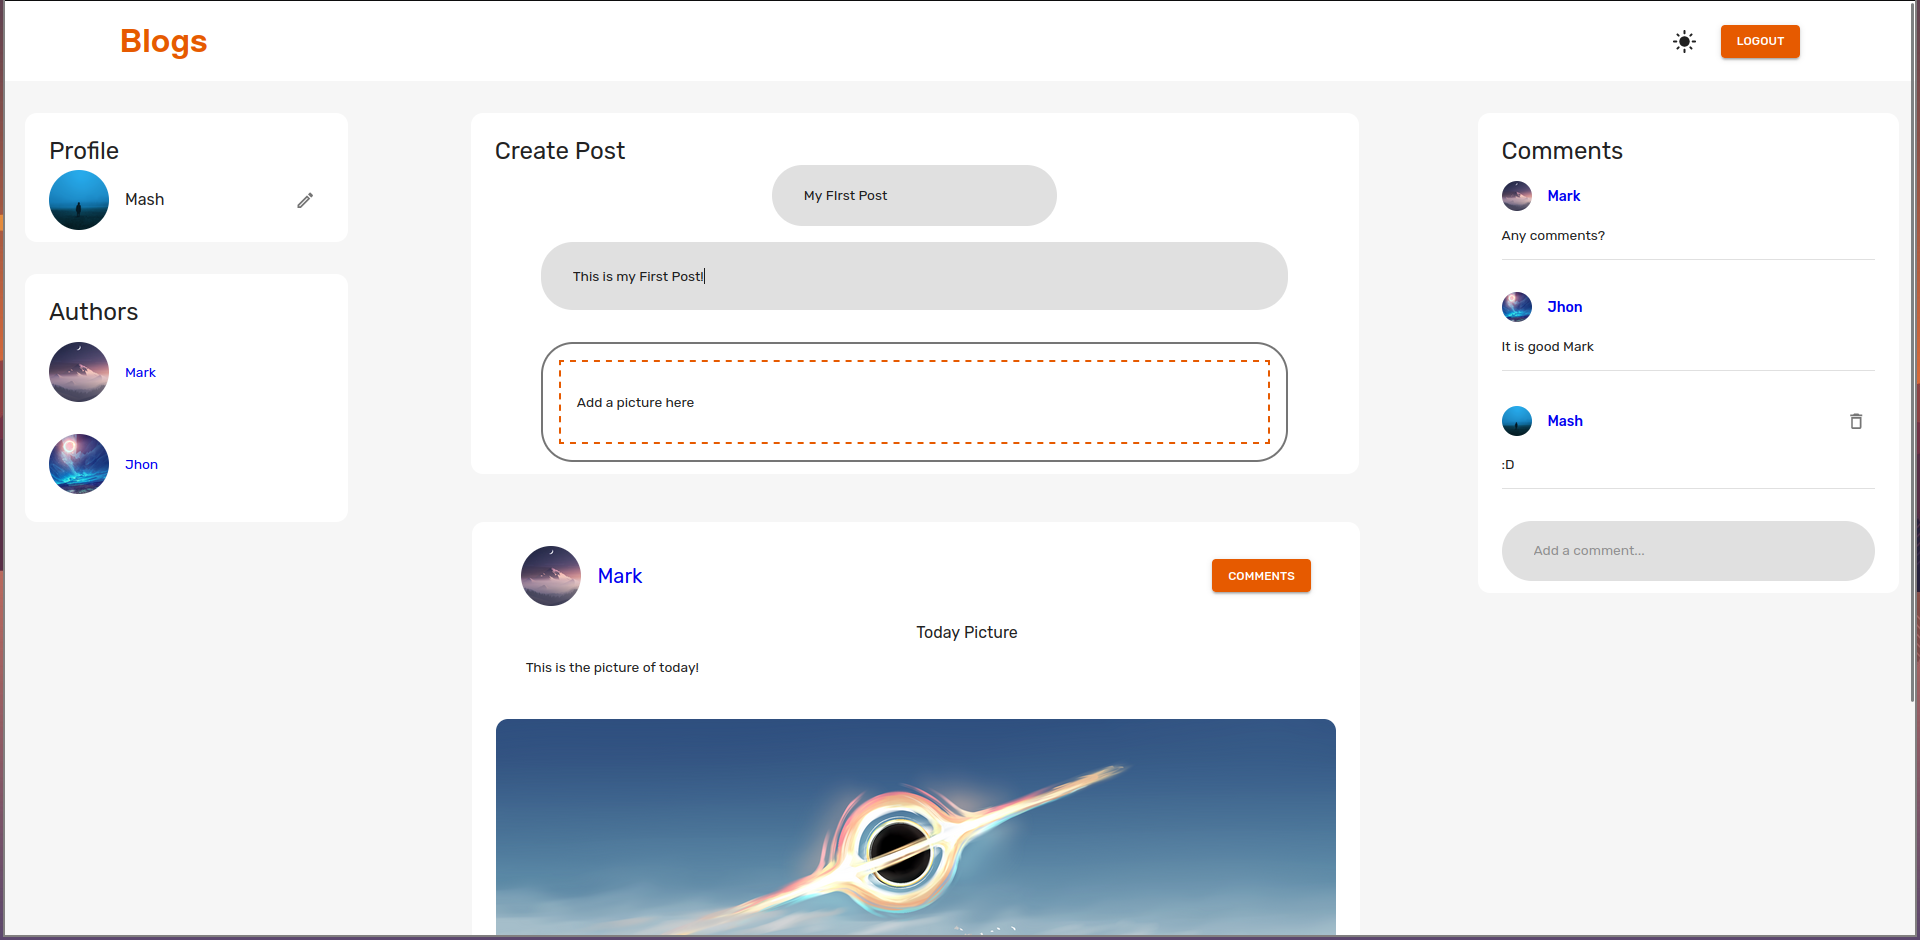 Blogs
LOGOUT
Profile
Mash
Authors
Mark
Jhon
Create Post
My FIrst Post
This is my First Post!
Add a picture here
Mark
COMMENTS
Today Picture
This is the picture of today!
Comments
Mark
Any comments?
Jhon
It is good Mark
Mash
:D
Add a comment...